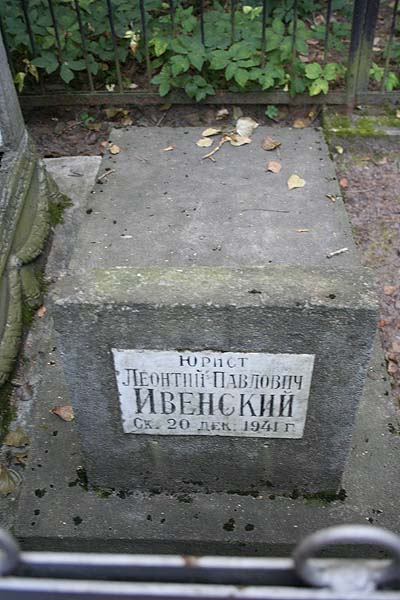 Юрист
Леонтий Павлович
Ивенский
Ск. 20 дек. 1941 г.